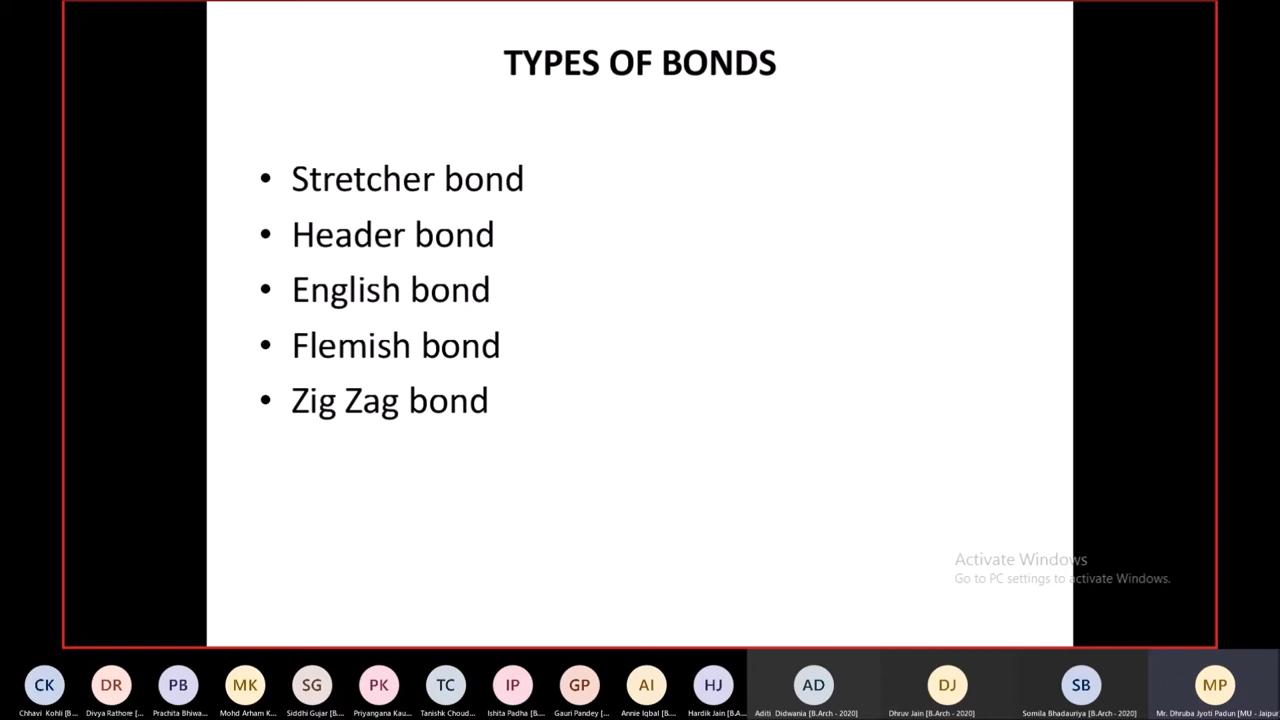 TYPES OF BONDS
• Stretcher bond
• Header bond
• English bond
• Flemish bond
• Zig Zag bond
Activate Windows
Go to PC settings to activate Windows.
CK DR PB MK SG PK TC IP GP AI HJ AD DJ SB MP
Chhavi Kohli [B... Divya Rathore [... Prachita Bhiwa... Mohd Arham K... Siddhi Gujar [B... Priyangana Kau... Tanishk Choud... Ishita Padha [B... Gauri Pandey [... Annie Iqbal [B... Hardik Jain [B.A... Aditi Didwania [B.Arch - 2020] Dhruv Jain [B.Arch - 2020] Somila Bhadauriya [B.Arch - 2020] Mr. Dhruba Jyoti Padun [MU - Jaipur